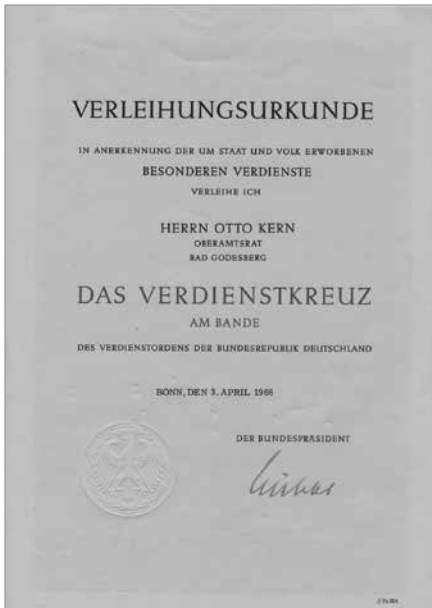 VERLEIHUNGSURKUNDE
IN ANERKENNUNG DER UM STAAT UND VOLK ERWORBENEN
BESONDEREN VERDIENSTE
VERLEIHE ICH
HERRN OTTO KERN
OBERAMTSRAT
BAD GODESBERG
DAS VERDIENSTKREUZ
AM BANDE
DES VERDIENSTORDENS DER BUNDESREPUBLIK DEUTSCHLAND
BONN, DEN 3. APRIL 1968
DER BUNDESPRÄSIDENT